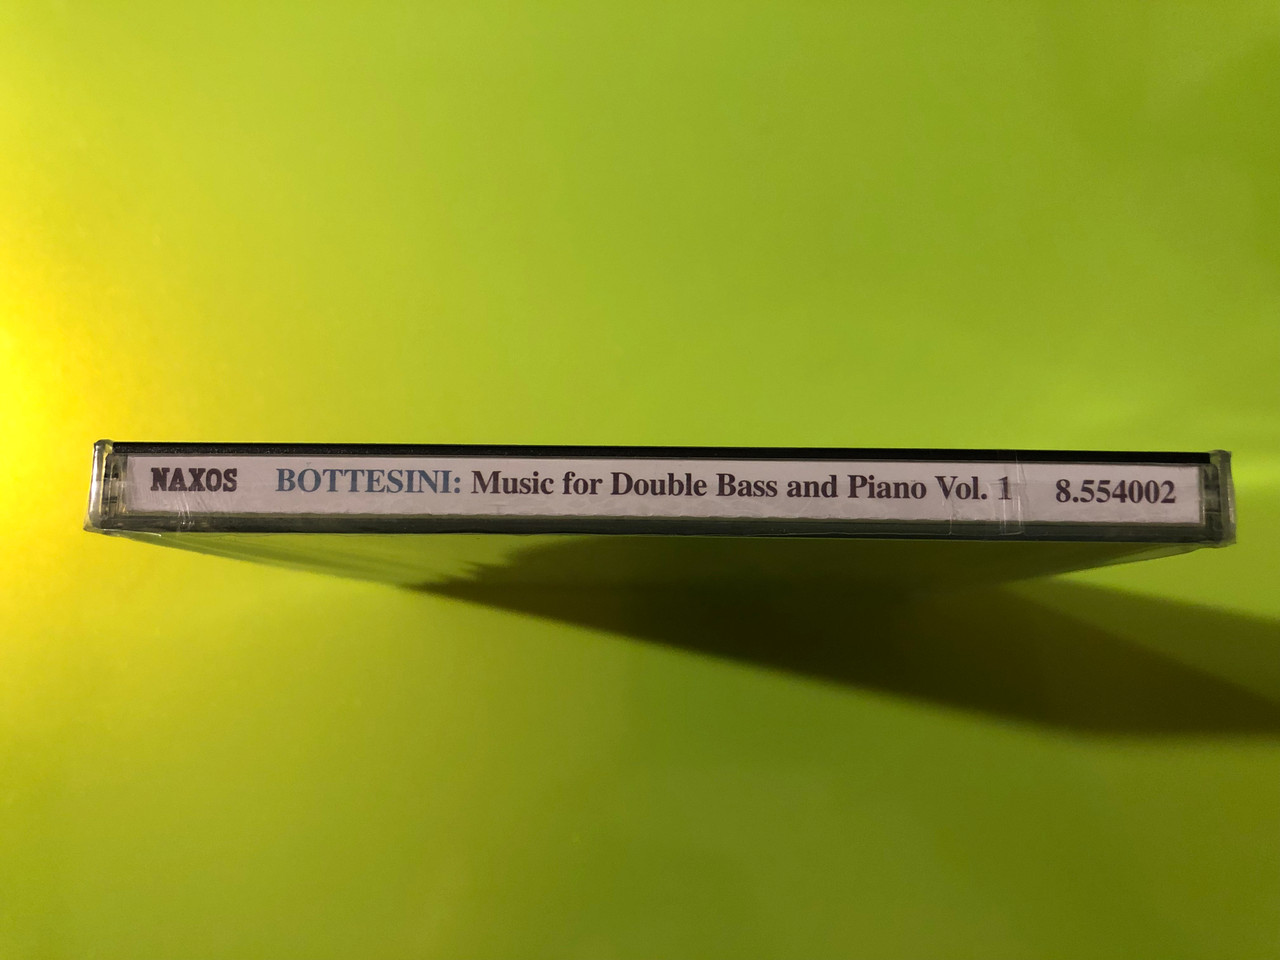 NAXOS BOTTESINI: Music for Double Bass and Piano Vol. 1 8.554002